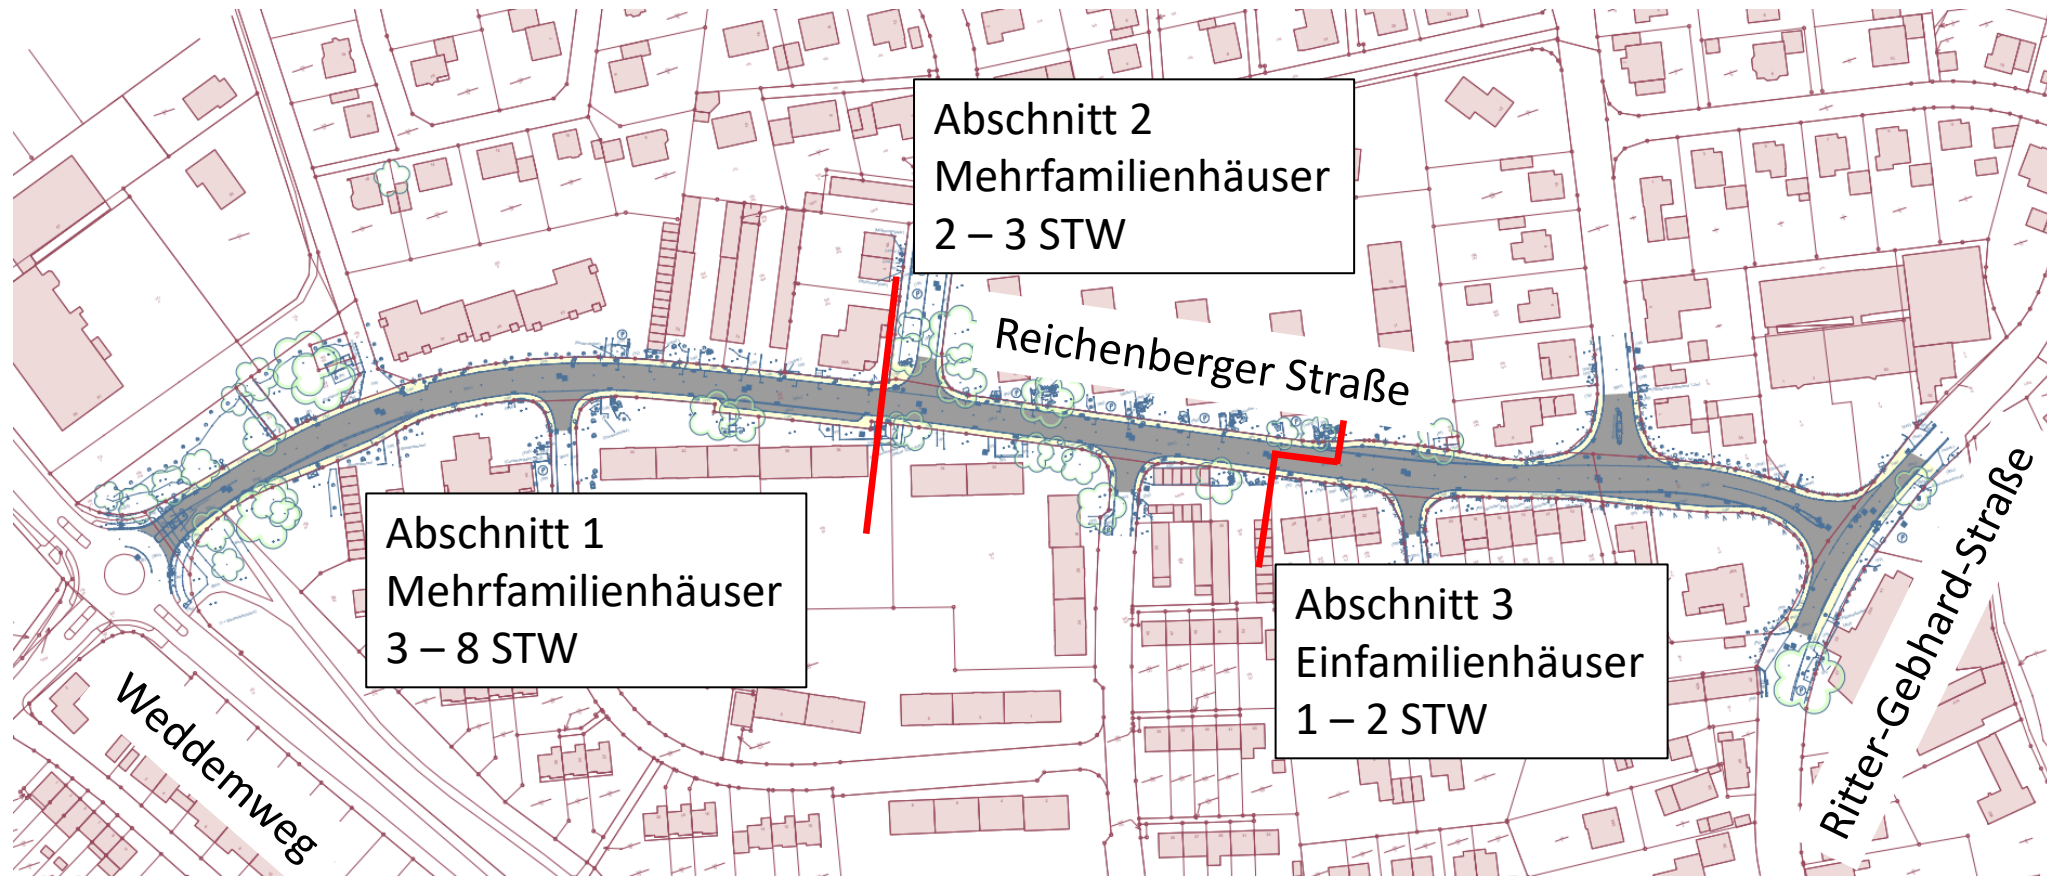 Abschnitt 2
Mehrfamilienhäuser
2 – 3 STW
Reichenberger Straße
Abschnitt 1
Mehrfamilienhäuser
3 – 8 STW
Abschnitt 3
Einfamilienhäuser
1 – 2 STW
Weddemweg
Ritter-Gebhard-Straße